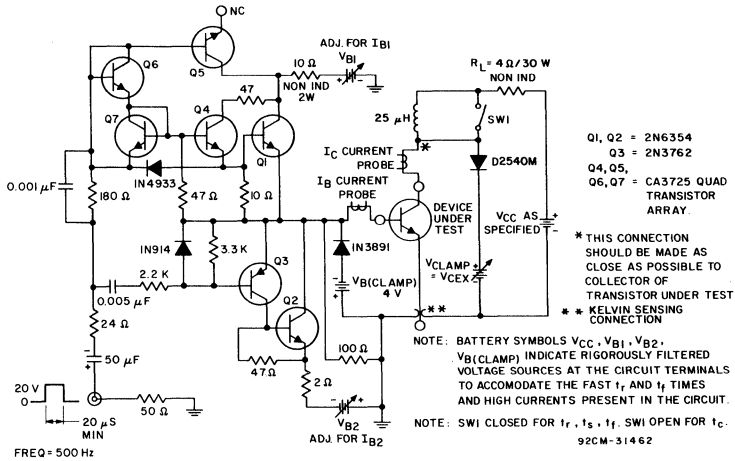 NC
Q6
Q5
ADJ. FOR IB1
VB1
10 Ω
NON IND
2W
+
-
RL = 4 Ω/30 W
NON IND
47
Q7
Q4
Q1
25 μH
SW1
IC CURRENT
PROBE
*
D2540M
Q1, Q2 = 2N6354
Q3 = 2N3762
Q4, Q5,
Q6, Q7 = CA3725 QUAD
TRANSISTOR
ARRAY.
IN4933
0.001 μF
180 Ω
47 Ω
10 Ω
IB CURRENT
PROBE
DEVICE
UNDER
TEST
VCC AS
SPECIFIED
+
-
IN914
3.3 K
Q3
IN3891
VB(CLAMP)
4 V
-
+
VCLAMP
= VCEX
+
-
* THIS CONNECTION
SHOULD BE MADE AS
CLOSE AS POSSIBLE TO
COLLECTOR OF
TRANSISTOR UNDER TEST
** KELVIN SENSING
CONNECTION
2.2 K
0.005 μF
Q2
**
24 Ω
47 Ω
100 Ω
2 Ω
NOTE: BATTERY SYMBOLS VCC, VB1, VB2,
VB(CLAMP) INDICATE RIGOROUSLY FILTERED
VOLTAGE SOURCES AT THE CIRCUIT TERMINALS
TO ACCOMODATE THE FAST tr AND tf TIMES
AND HIGH CURRENTS PRESENT IN THE CIRCUIT.
-
+
50 μF
20 V
0
20 μS
MIN
50 Ω
-
+
VB2
ADJ. FOR IB2
NOTE: SW1 CLOSED FOR tr, ts, tf. SW1 OPEN FOR tc.
92CM-31462
FREQ = 500 Hz